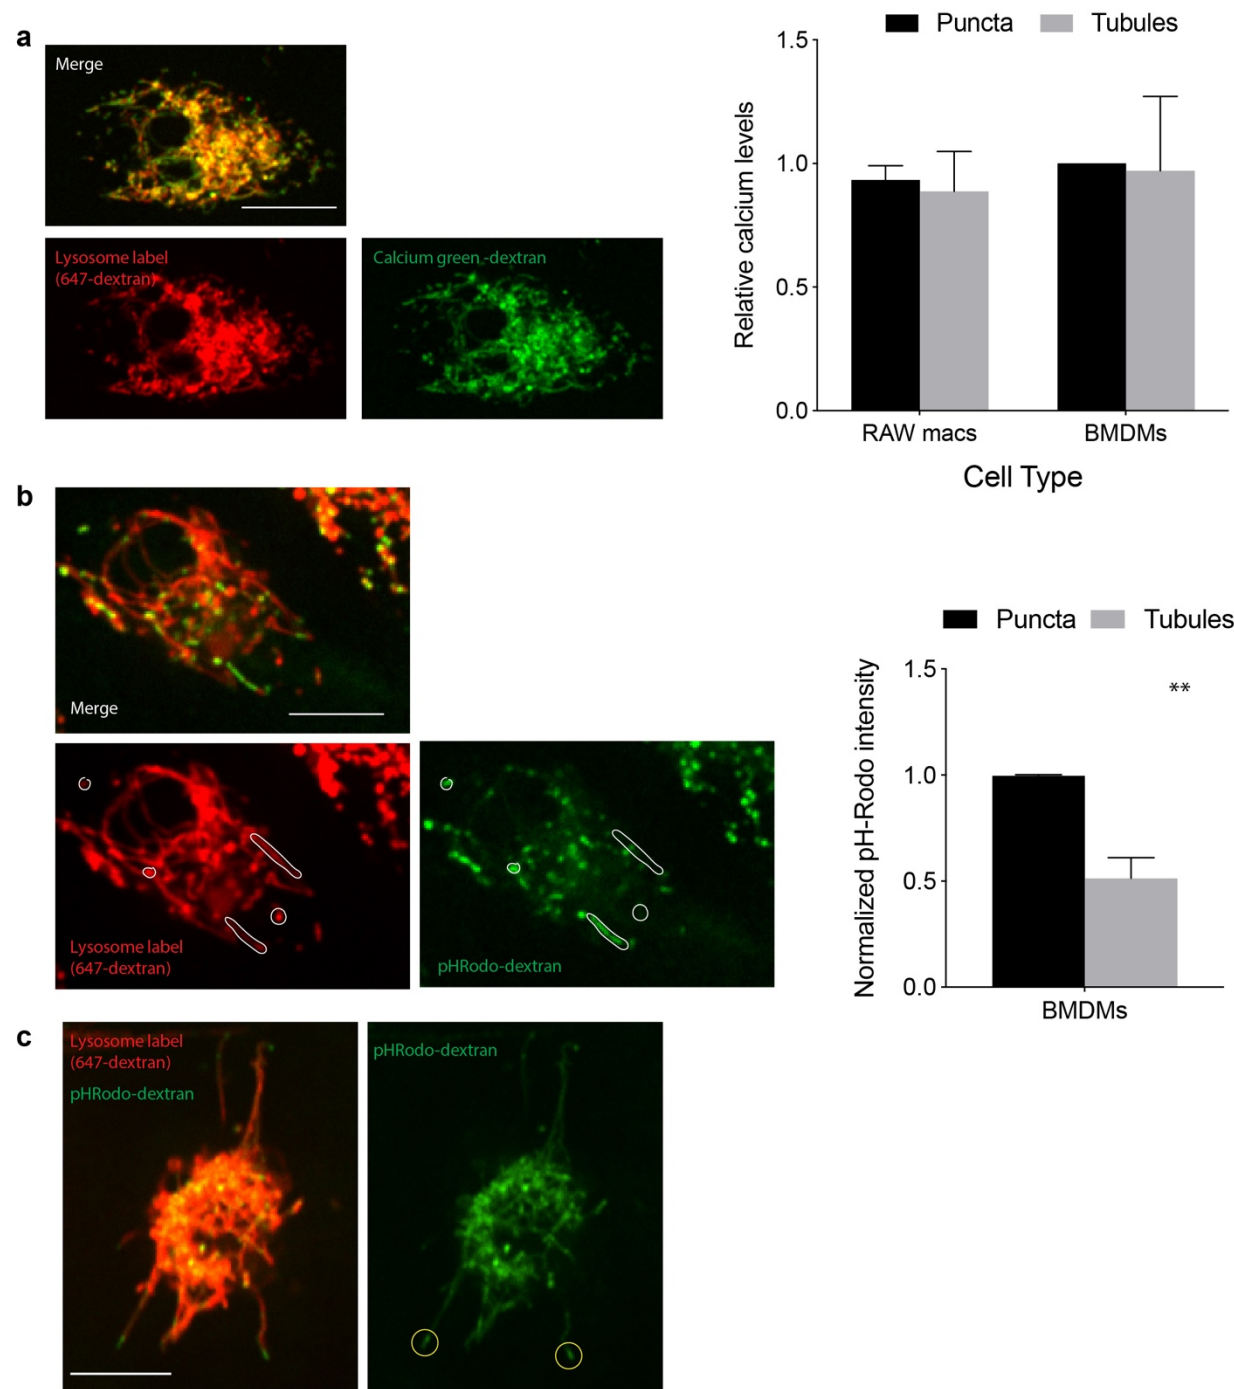 a
Merge
Lysosome label
(647-dextran)
Calcium green -dextran
Puncta Tubules
1.5
1.0
0.5
0.0
Relative calcium levels
RAW macs BMDMs
Cell Type
b
Merge
Lysosome label
(647-dextran)
pHRodo-dextran
Puncta Tubules
1.5
1.0
0.5
0.0
Normalized pH-Rodo intensity
**
BMDMs
c
Lysosome label
(647-dextran)
pHRodo-dextran
pHRodo-dextran